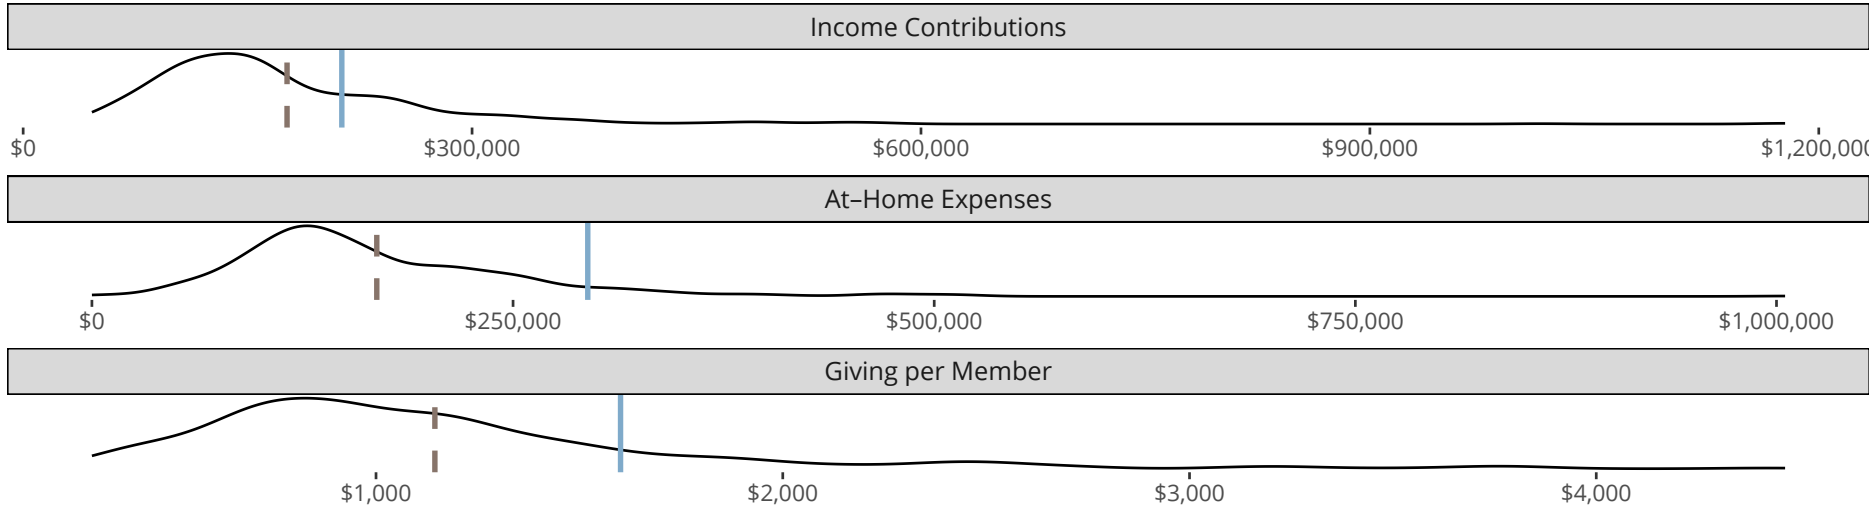 Income Contributions
$0 $300,000 $600,000 $900,000 $1,200,000
At–Home Expenses
$0 $250,000 $500,000 $750,000 $1,000,000
Giving per Member
$1,000 $2,000 $3,000 $4,000